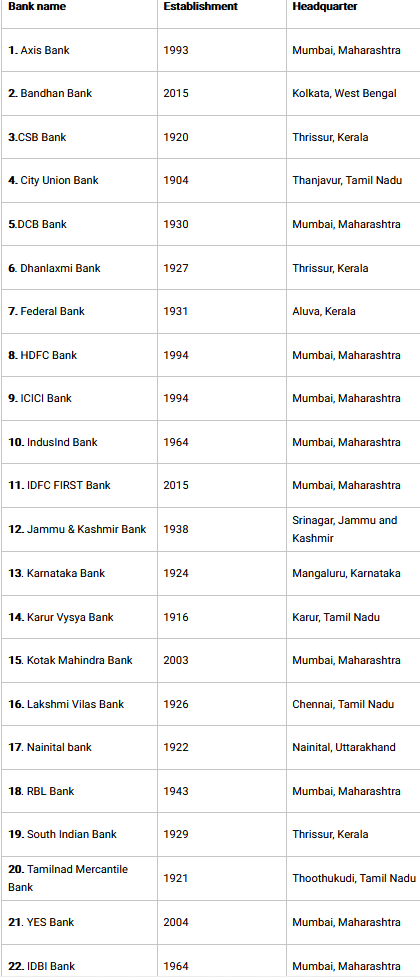 Bank name Establishment Headquarter
1. Axis Bank 1993 Mumbai, Maharashtra
2. Bandhan Bank 2015 Kolkata, West Bengal
3.CSB Bank 1920 Thrissur, Kerala
4. City Union Bank 1904 Thanjavur, Tamil Nadu
5.DCB Bank 1930 Mumbai, Maharashtra
6. Dhanlaxmi Bank 1927 Thrissur, Kerala
7. Federal Bank 1931 Aluva, Kerala
8. HDFC Bank 1994 Mumbai, Maharashtra
9. ICICI Bank 1994 Mumbai, Maharashtra
10. IndusInd Bank 1964 Mumbai, Maharashtra
11. IDFC FIRST Bank 2015 Mumbai, Maharashtra
12. Jammu & Kashmir Bank 1938 Srinagar, Jammu and
Kashmir
13. Karnataka Bank 1924 Mangaluru, Karnataka
14. Karur Vysya Bank 1916 Karur, Tamil Nadu
15. Kotak Mahindra Bank 2003 Mumbai, Maharashtra
16. Lakshmi Vilas Bank 1926 Chennai, Tamil Nadu
17. Nainital bank 1922 Nainital, Uttarakhand
18. RBL Bank 1943 Mumbai, Maharashtra
19. South Indian Bank 1929 Thrissur, Kerala
20. Tamilnad Mercantile
Bank 1921 Thoothukudi, Tamil Nadu
21. YES Bank 2004 Mumbai, Maharashtra
22. IDBI Bank 1964 Mumbai, Maharashtra